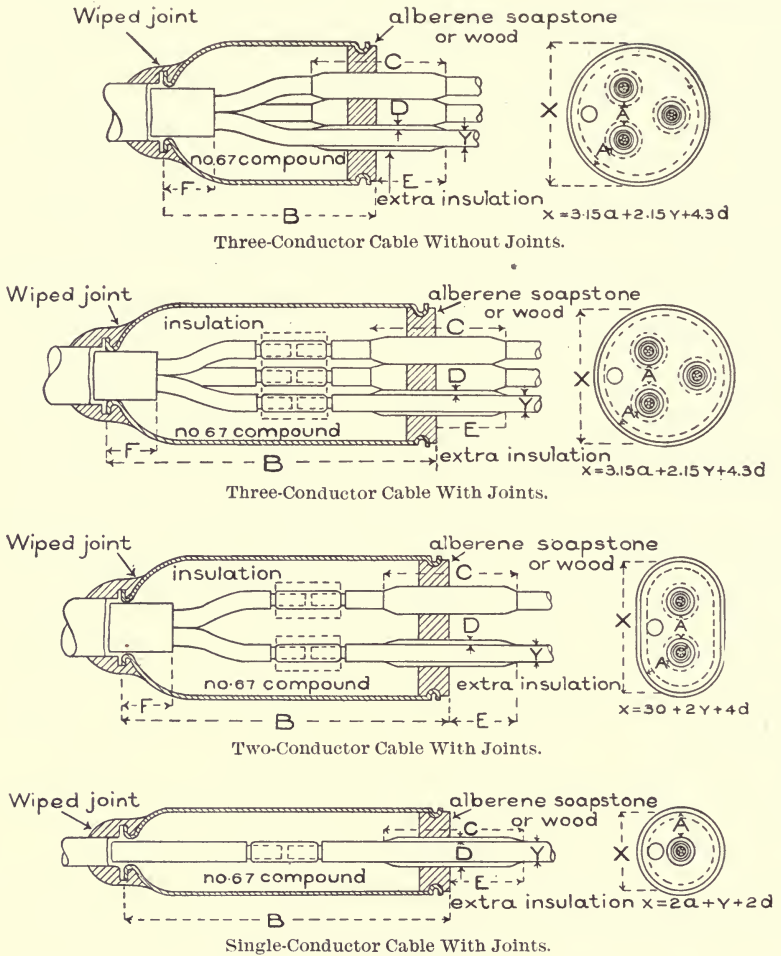 Wiped joint
alberene soapstone
or wood
C
D
Y
X
A
A
no.67 compound
F
E
extra insulation
B
x=3.15a+2.15Y+4.3d
Three-Conductor Cable Without Joints.
Wiped joint
alberene soapstone
or wood
insulation
C
D
Y
X
A
A
no 67 compound
F
E
B
extra insulation
x=3.15a+2.15Y+4.3d
Three-Conductor Cable With Joints.
Wiped joint
alberene soapstone
or wood
insulation
C
D
Y
X
A
A
no.67 compound
extra insulation
F
B
E
x=30+2Y+4d
Two-Conductor Cable With Joints.
Wiped joint
alberene soapstone
or wood
C
D
Y
X
A
no.67 compound
E
extra insulation x=2a+Y+2d
B
Single-Conductor Cable With Joints.